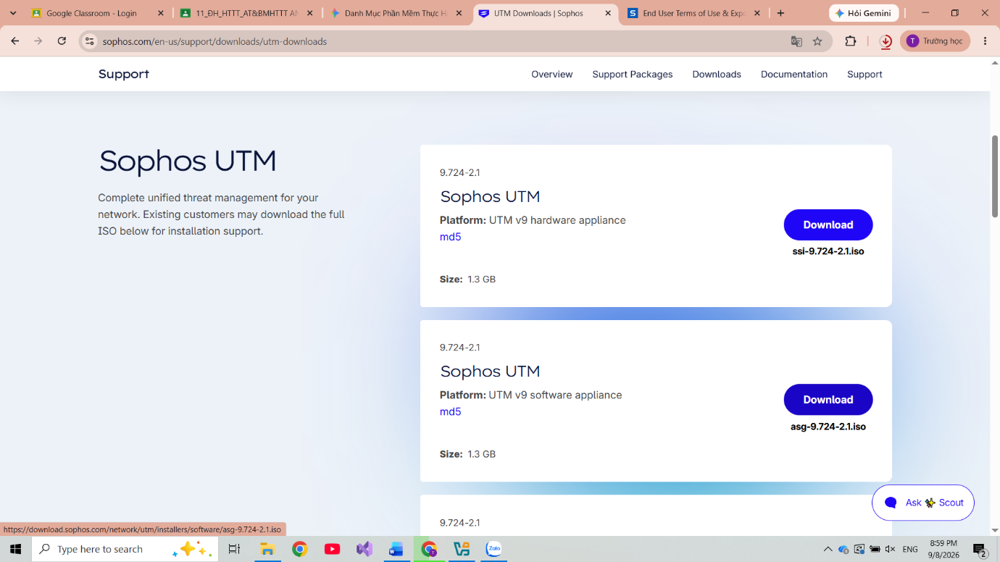 Google Classroom - Login
11_ĐH_HTTT_AT&BMHTTT AN
Danh Mục Phần Mềm Thực H
UTM Downloads | Sophos
End User Terms of Use & Expo
Hỏi Gemini
sophos.com/en-us/support/downloads/utm-downloads
T
Trường học
Support
Overview
Support Packages
Downloads
Documentation
Support
Sophos UTM
Complete unified threat management for your
network. Existing customers may download the full
ISO below for installation support.
9.724-2.1
Sophos UTM
Platform: UTM v9 hardware appliance
md5
Download
ssi-9.724-2.1.iso
Size: 1.3 GB
9.724-2.1
Sophos UTM
Platform: UTM v9 software appliance
md5
Download
asg-9.724-2.1.iso
Size: 1.3 GB
9.724-2.1
Ask ✨ Scout
https://download.sophos.com/network/utm/installers/software/asg-9.724-2.1.iso
Type here to search
Zalo
ENG
8:59 PM
9/8/2026
2